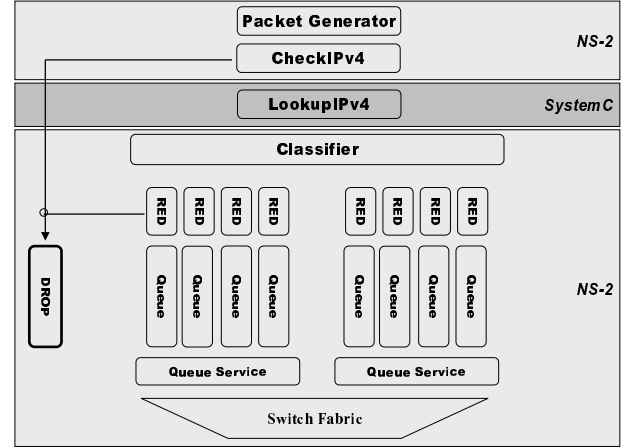 Packet Generator
CheckIPv4
NS-2
LookupIPv4
SystemC
Classifier
RED RED RED RED RED RED RED RED
DROP
Queue Queue Queue Queue Queue Queue Queue Queue
NS-2
Queue Service Queue Service
Switch Fabric